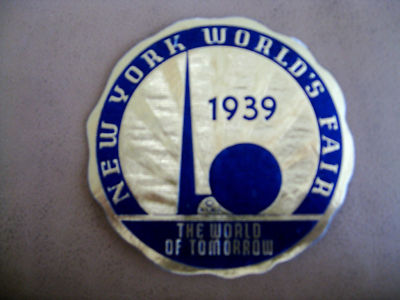 NEW YORK WORLD'S FAIR
1939
THE WORLD
OF TOMORROW